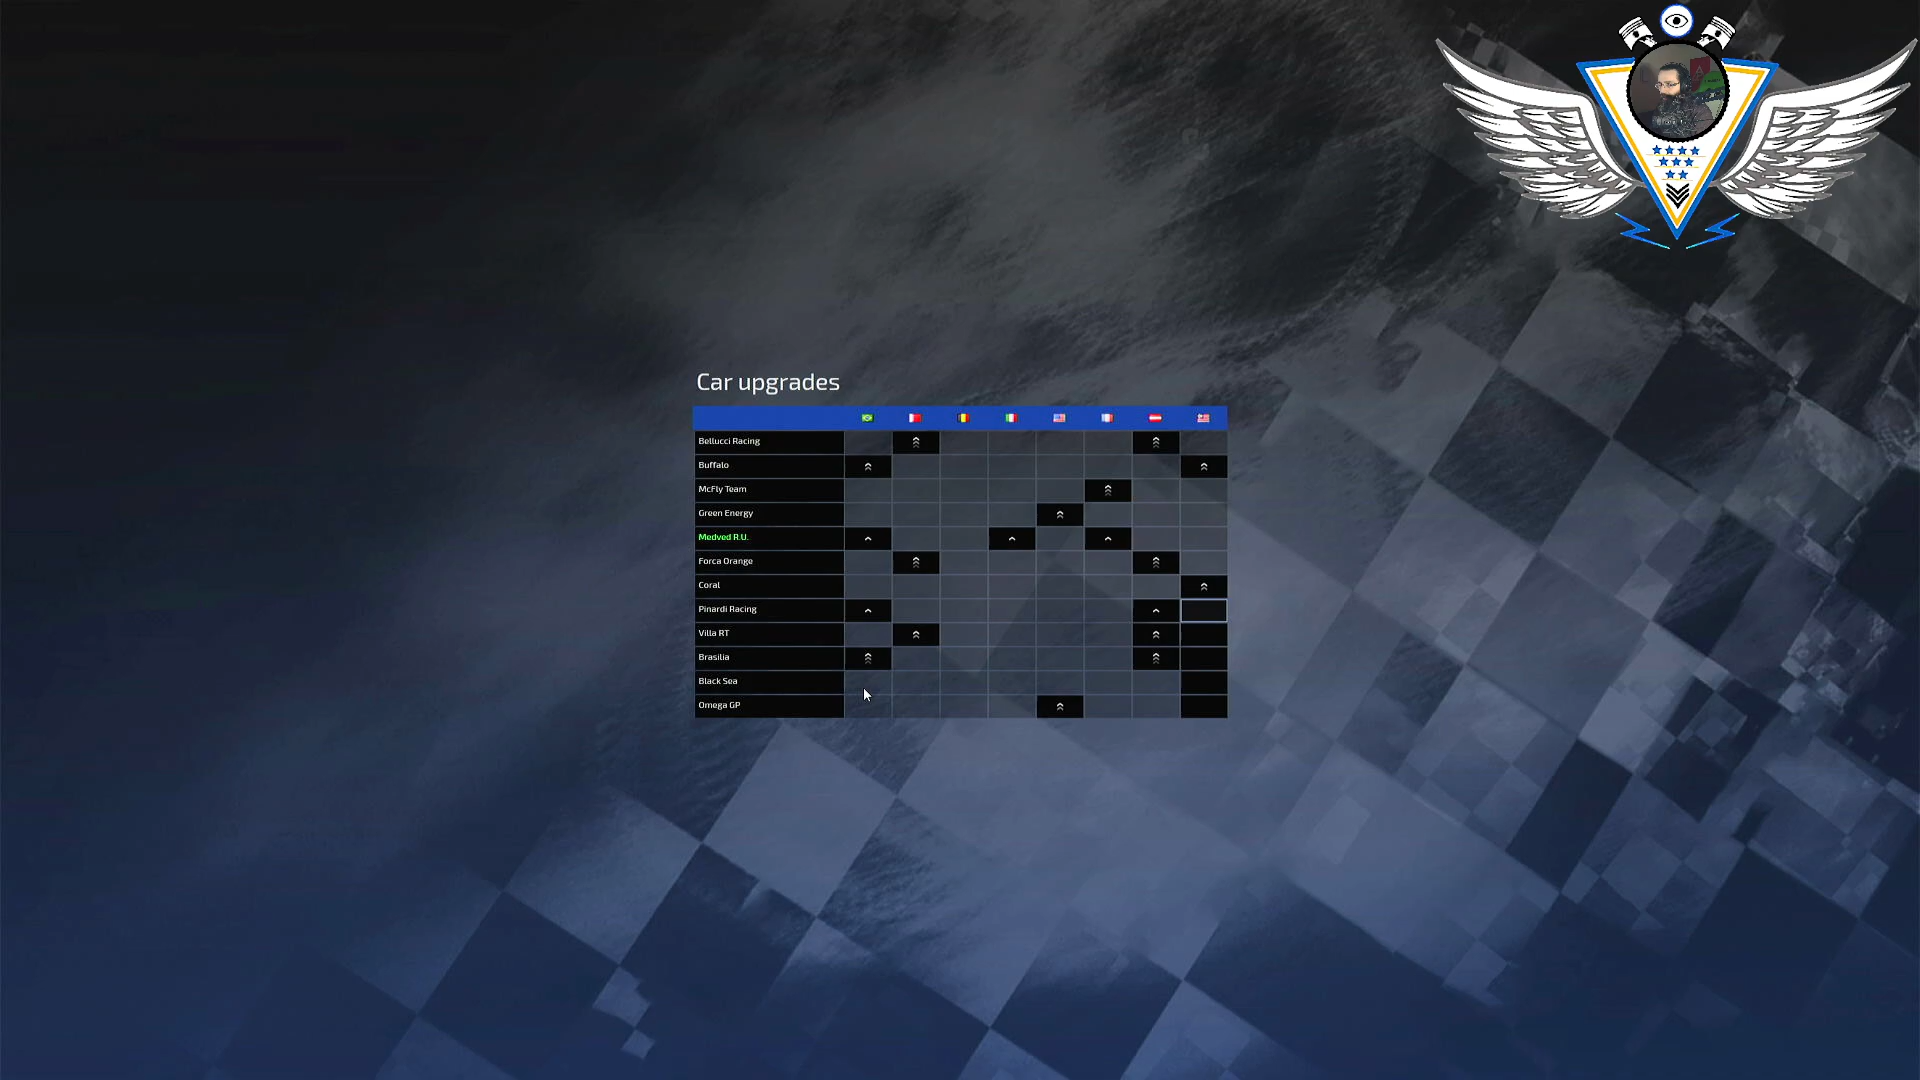 Car upgrades
Bellucci Racing
Buffalo
McFly Team
Green Energy
Medved R.U.
Forca Orange
Coral
Pinardi Racing
Villa RT
Brasilia
Black Sea
Omega GP